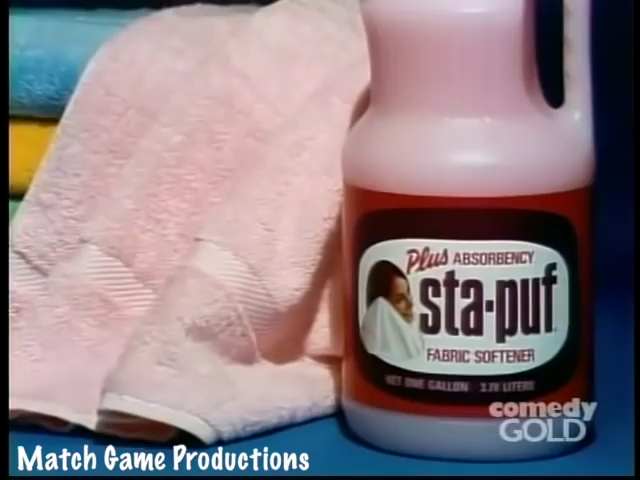 Plus ABSORBENCY
sta-puf
FABRIC SOFTENER
NET ONE GALLON 3.78 LITERS
comedy
GOLD
Match Game Productions